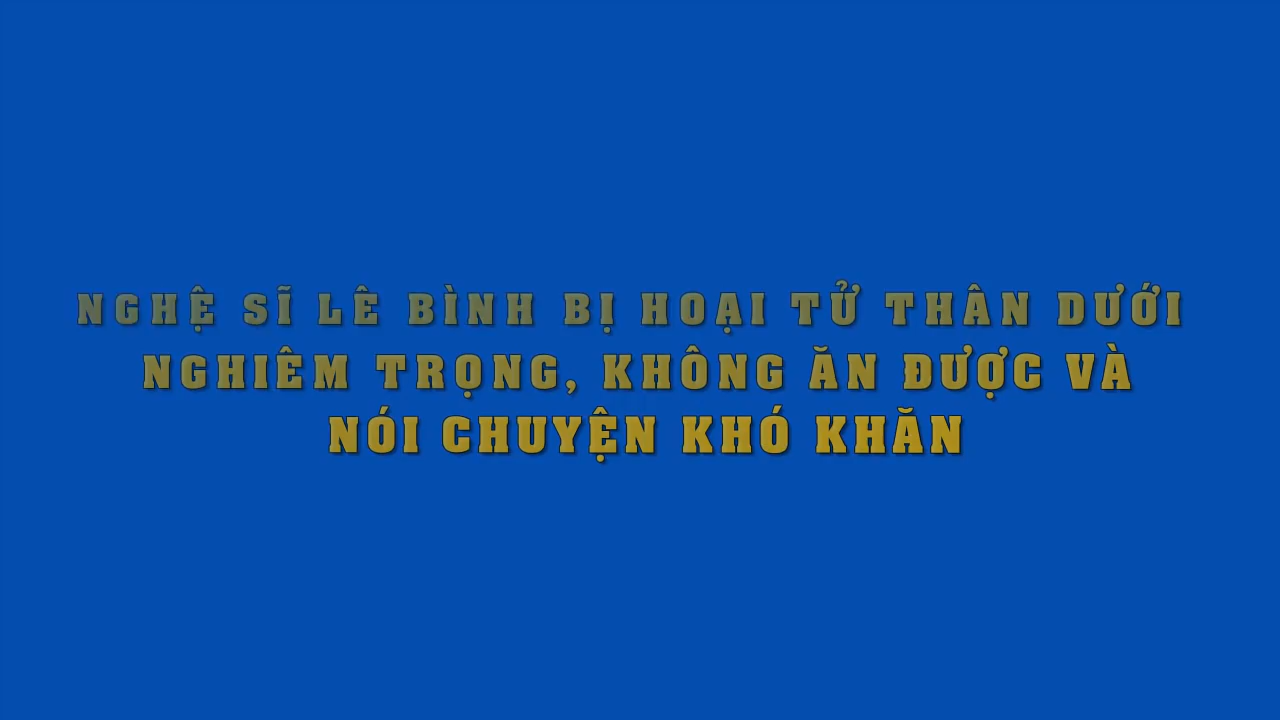 NGHỆ SĨ LÊ BÌNH BỊ HOẠI TỬ THÂN DƯỚI
NGHIÊM TRỌNG, KHÔNG ĂN ĐƯỢC VÀ
NÓI CHUYỆN KHÓ KHĂN